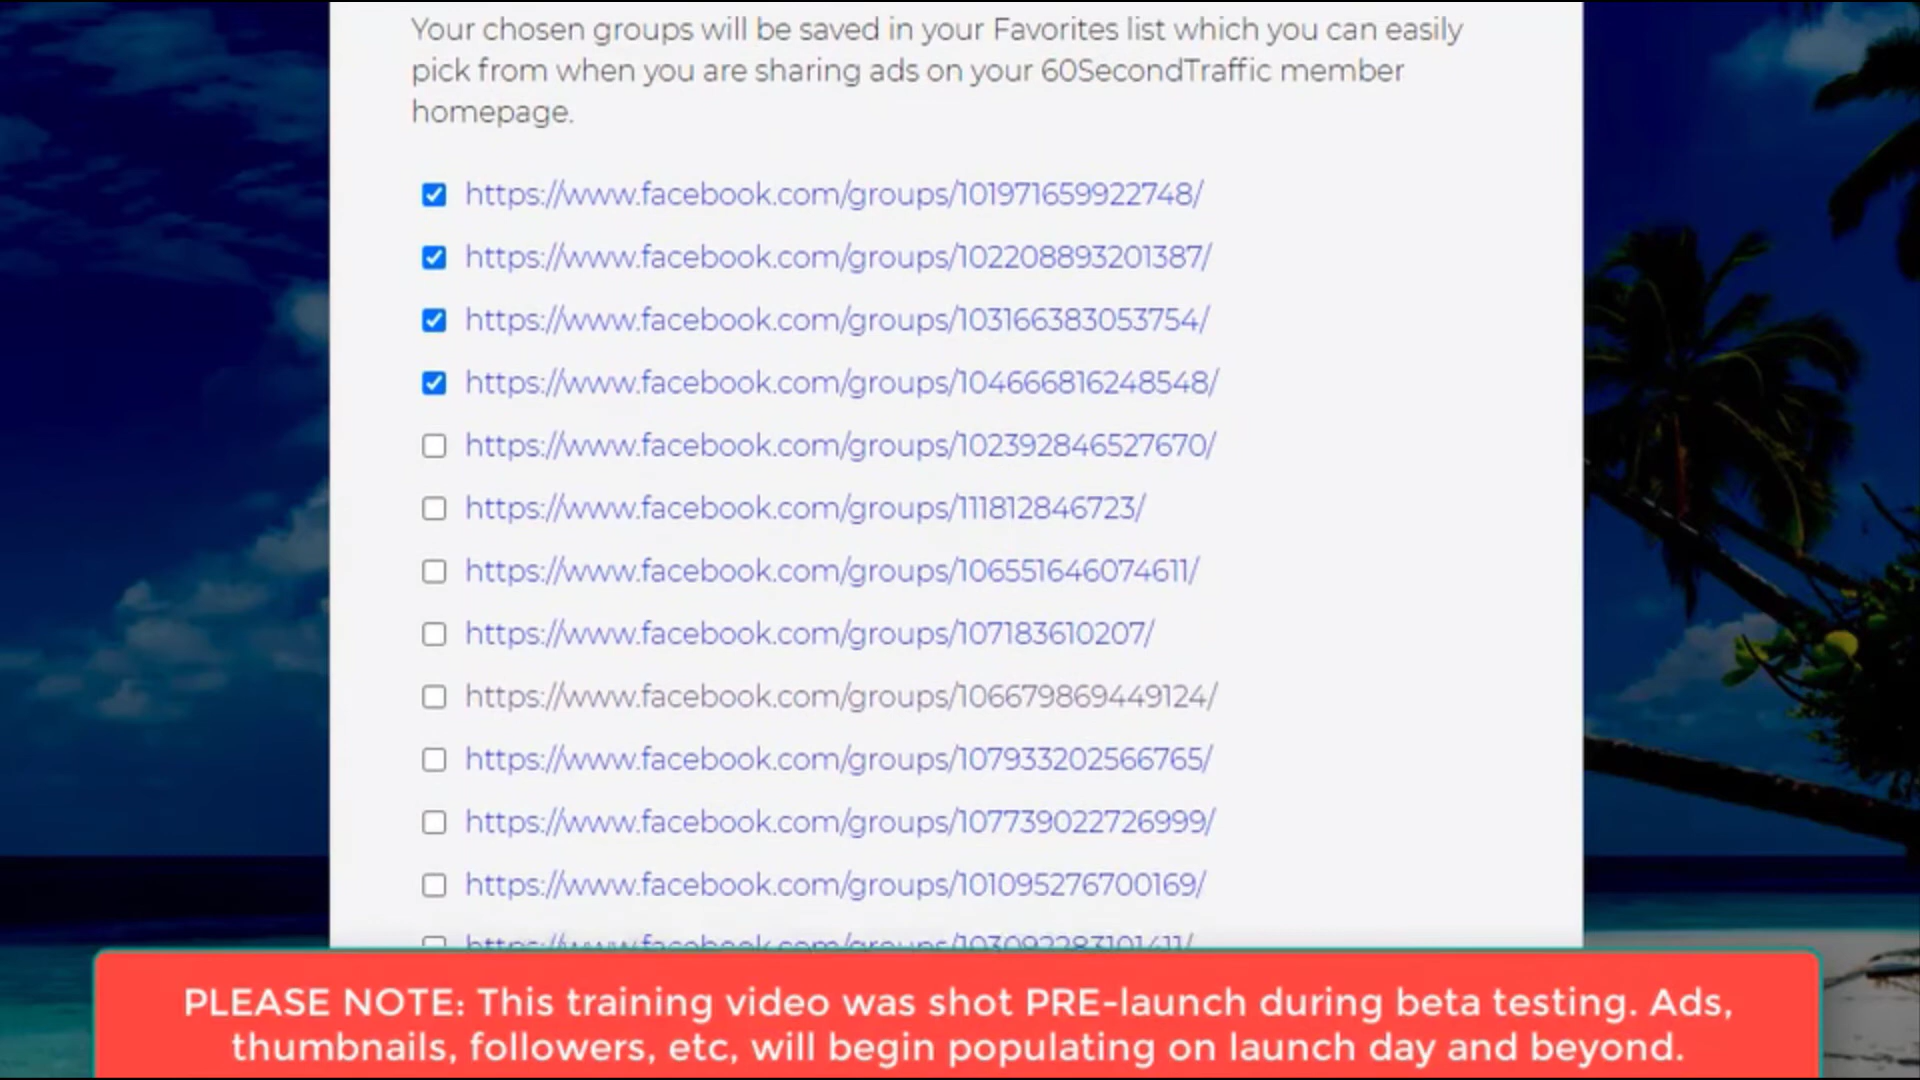 Your chosen groups will be saved in your Favorites list which you can easily
pick from when you are sharing ads on your 60SecondTraffic member
homepage.
https://www.facebook.com/groups/101971659922748/
https://www.facebook.com/groups/102208893201387/
https://www.facebook.com/groups/103166383053754/
https://www.facebook.com/groups/104666816248548/
https://www.facebook.com/groups/102392846527670/
https://www.facebook.com/groups/111812846723/
https://www.facebook.com/groups/106551646074611/
https://www.facebook.com/groups/107183610207/
https://www.facebook.com/groups/106679869449124/
https://www.facebook.com/groups/107933202566765/
https://www.facebook.com/groups/107739022726999/
https://www.facebook.com/groups/101095276700169/
PLEASE NOTE: This training video was shot PRE-launch during beta testing. Ads,
thumbnails, followers, etc, will begin populating on launch day and beyond.